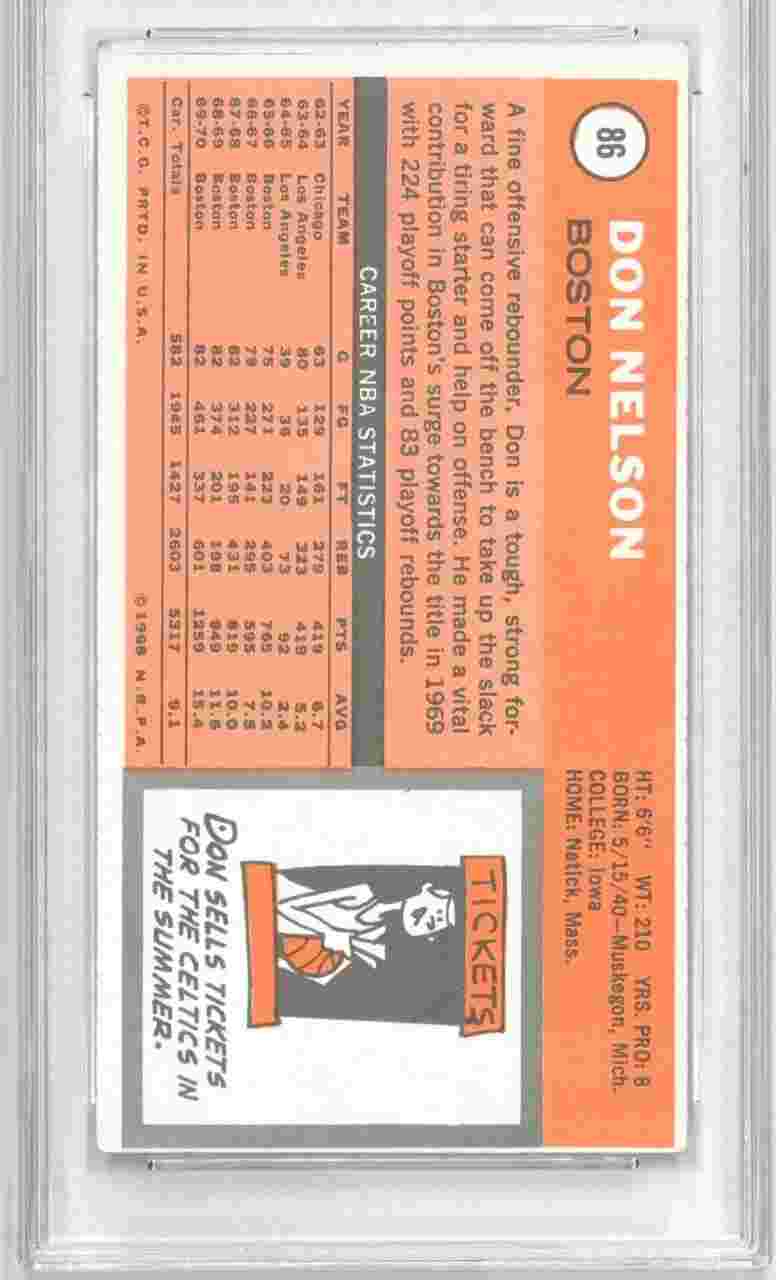 86
DON NELSON
BOSTON
HT: 6'6" WT: 210 YRS. PRO: 8
BORN: 5/15/40—Muskegon, Mich.
COLLEGE: Iowa
HOME: Natick, Mass.
A fine offensive rebounder, Don is a tough, strong for-
ward that can come off the bench to take up the slack
for a tiring starter and help on offense. He made a vital
contribution in Boston's surge towards the title in 1969
with 224 playoff points and 83 playoff rebounds.
CAREER NBA STATISTICS
YEAR TEAM G FG FT REB PTS AVG
62-63 Chicago 63 129 161 279 419 6.7
63-64 Los Angeles 80 135 149 323 419 5.2
64-65 Los Angeles 39 36 20 73 92 2.4
65-66 Boston 75 271 223 403 765 10.2
66-67 Boston 79 227 141 295 595 7.5
67-68 Boston 82 312 195 431 819 10.0
68-69 Boston 82 374 201 198 949 11.6
69-70 Boston 82 461 337 601 1259 15.4
Car. Totals 582 1945 1427 2603 5317 9.1
©T.C.G. PRTD. IN U.S.A. © 1968 N.B.P.A.
TICKETS
DON SELLS TICKETS
FOR THE CELTICS IN
THE SUMMER.